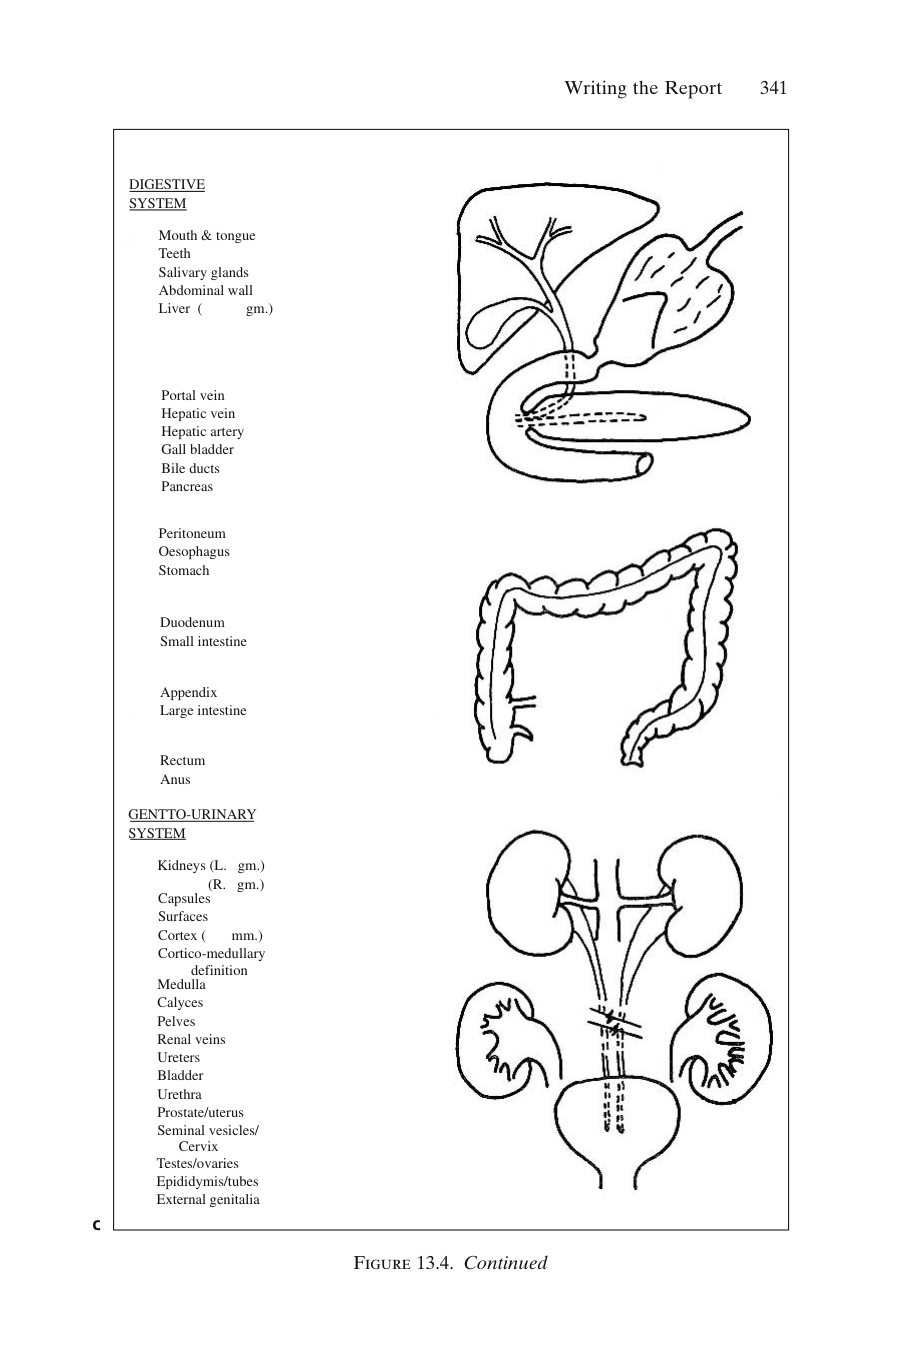 Writing the Report 341
DIGESTIVE
SYSTEM
Mouth & tongue
Teeth
Salivary glands
Abdominal wall
Liver ( gm.)
Portal vein
Hepatic vein
Hepatic artery
Gall bladder
Bile ducts
Pancreas
Peritoneum
Oesophagus
Stomach
Duodenum
Small intestine
Appendix
Large intestine
Rectum
Anus
GENTTO-URINARY
SYSTEM
Kidneys (L. gm.)
(R. gm.)
Capsules
Surfaces
Cortex ( mm.)
Cortico-medullary
definition
Medulla
Calyces
Pelves
Renal veins
Ureters
Bladder
Urethra
Prostate/uterus
Seminal vesicles/
Cervix
Testes/ovaries
Epididymis/tubes
External genitalia
C
FIGURE 13.4. Continued